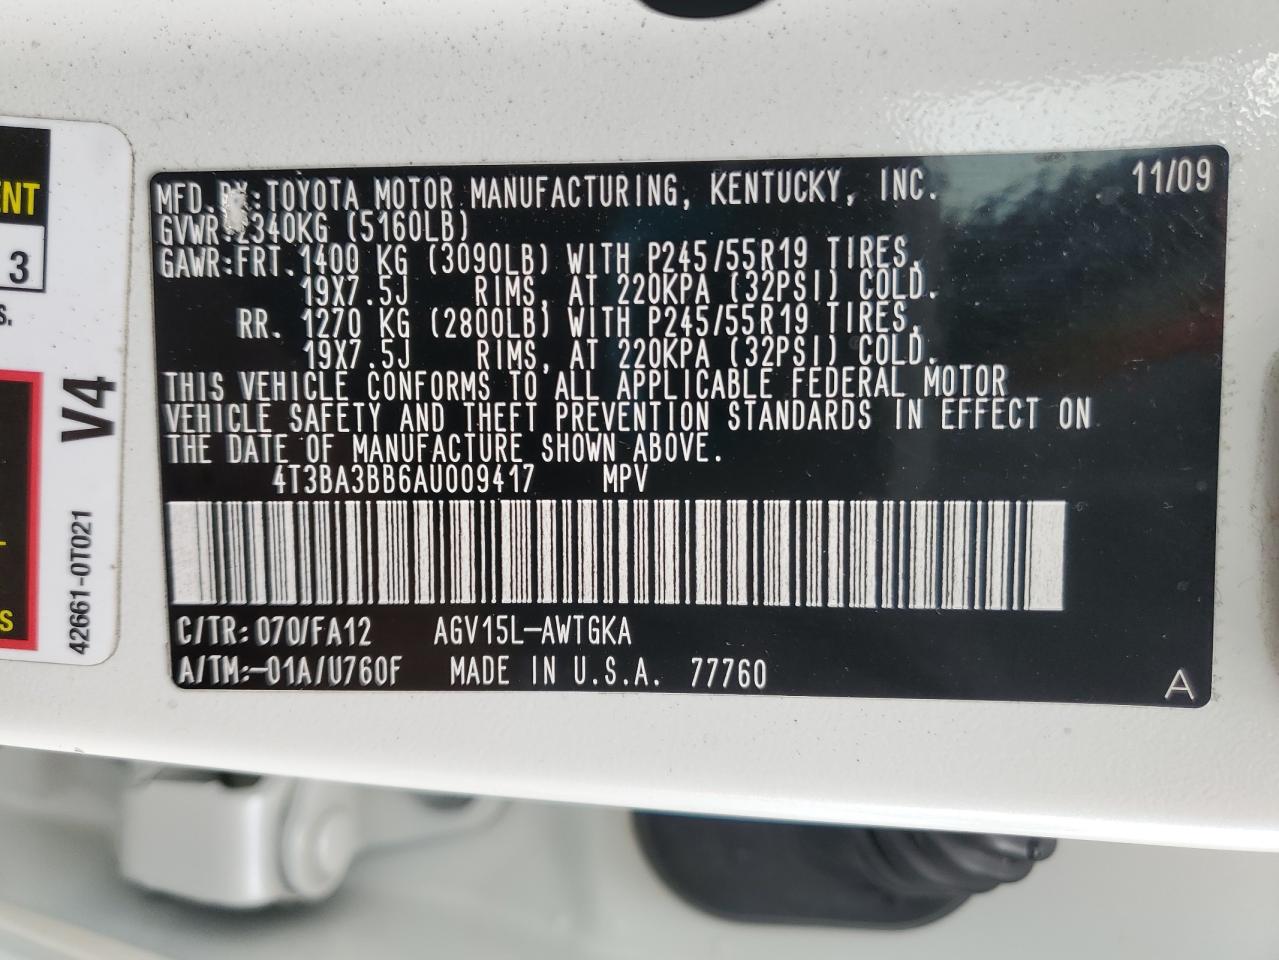 ENT
3
S.
V4
42661-0T021
S
MFD. BY:TOYOTA MOTOR MANUFACTURING, KENTUCKY, INC. 11/09
GVWR:2340KG (5160LB)
GAWR:FRT.1400 KG (3090LB) WITH P245/55R19 TIRES,
19X7.5J RIMS, AT 220KPA (32PSI) COLD.
RR. 1270 KG (2800LB) WITH P245/55R19 TIRES,
19X7.5J RIMS, AT 220KPA (32PSI) COLD.
THIS VEHICLE CONFORMS TO ALL APPLICABLE FEDERAL MOTOR
VEHICLE SAFETY AND THEFT PREVENTION STANDARDS IN EFFECT ON
THE DATE OF MANUFACTURE SHOWN ABOVE.
4T3BA3BB6AU009417 MPV
C/TR:070/FA12 AGV15L-AWTGKA
A/TM:-01A/U760F MADE IN U.S.A. 77760
A